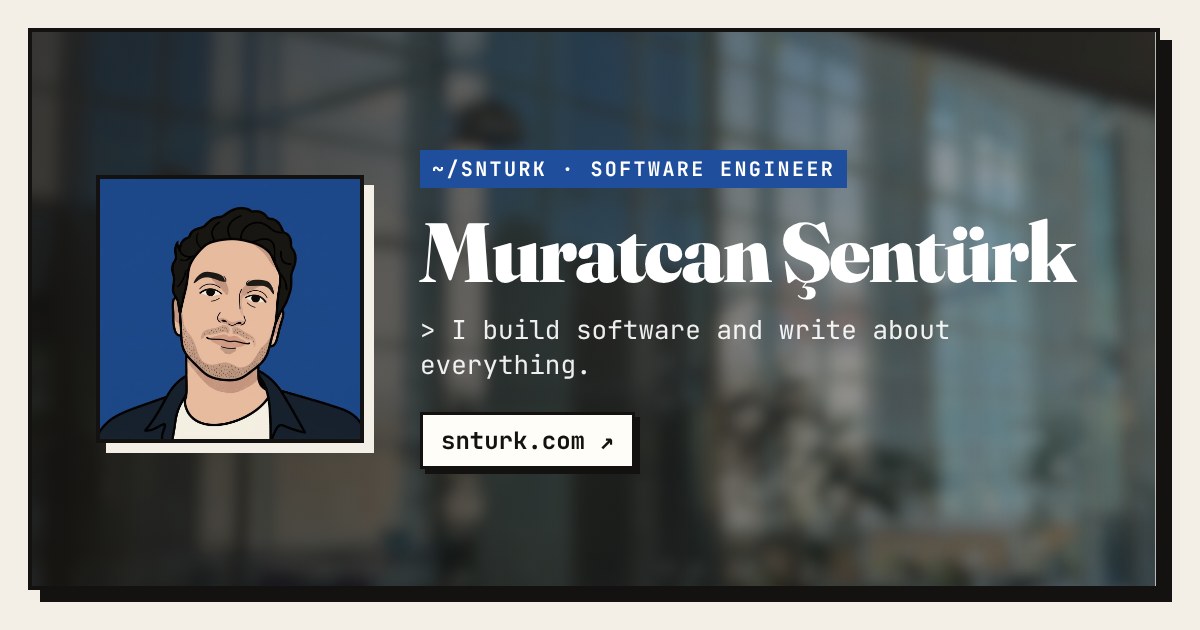 ~/SNTURK · SOFTWARE ENGINEER
Muratcan Şentürk
> I build software and write about
everything.
snturk.com ↗